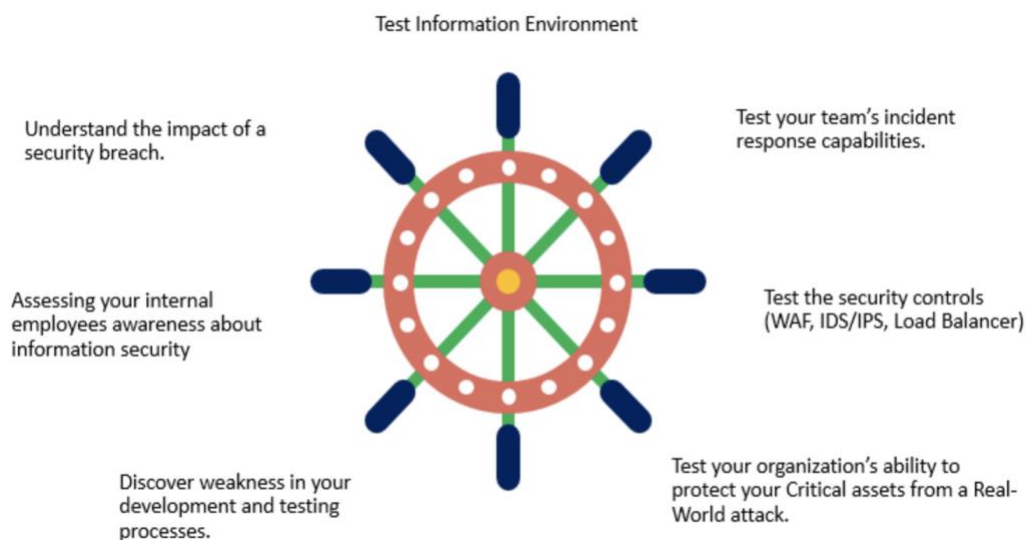 Test Information Environment
Understand the impact of a
security breach.
Test your team's incident
response capabilities.
Assessing your internal
employees awareness about
information security
Test the security controls
(WAF, IDS/IPS, Load Balancer)
Discover weakness in your
development and testing
processes.
Test your organization's ability to
protect your Critical assets from a Real-
World attack.